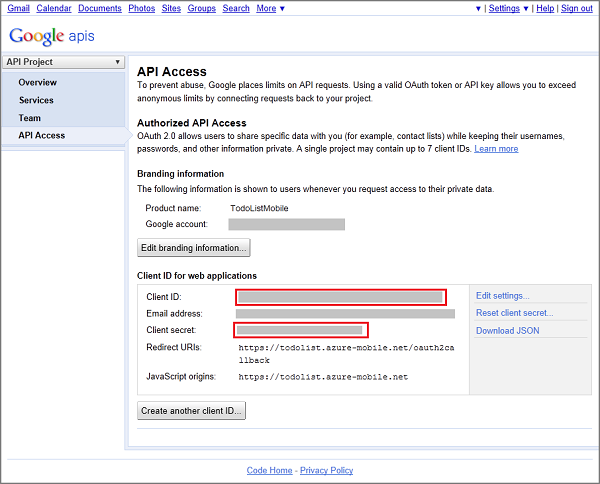 Gmail Calendar Documents Photos Sites Groups Search More ▼ ▼ | Settings ▼ | Help | Sign out
Google apis
API Project ▼
Overview
Services
Team
API Access
API Access
To prevent abuse, Google places limits on API requests. Using a valid OAuth token or API key allows you to exceed
anonymous limits by connecting requests back to your project.
Authorized API Access
OAuth 2.0 allows users to share specific data with you (for example, contact lists) while keeping their usernames,
passwords, and other information private. A single project may contain up to 7 client IDs. Learn more
Branding information
The following information is shown to users whenever you request access to their private data.
Product name: TodoListMobile
Google account:
Edit branding information...
Client ID for web applications
Client ID:
Email address:
Client secret:
Redirect URIs: https://todolist.azure-mobile.net/oauth2ca
llback
JavaScript origins: https://todolist.azure-mobile.net
Edit settings...
Reset client secret...
Download JSON
Create another client ID...
Code Home - Privacy Policy